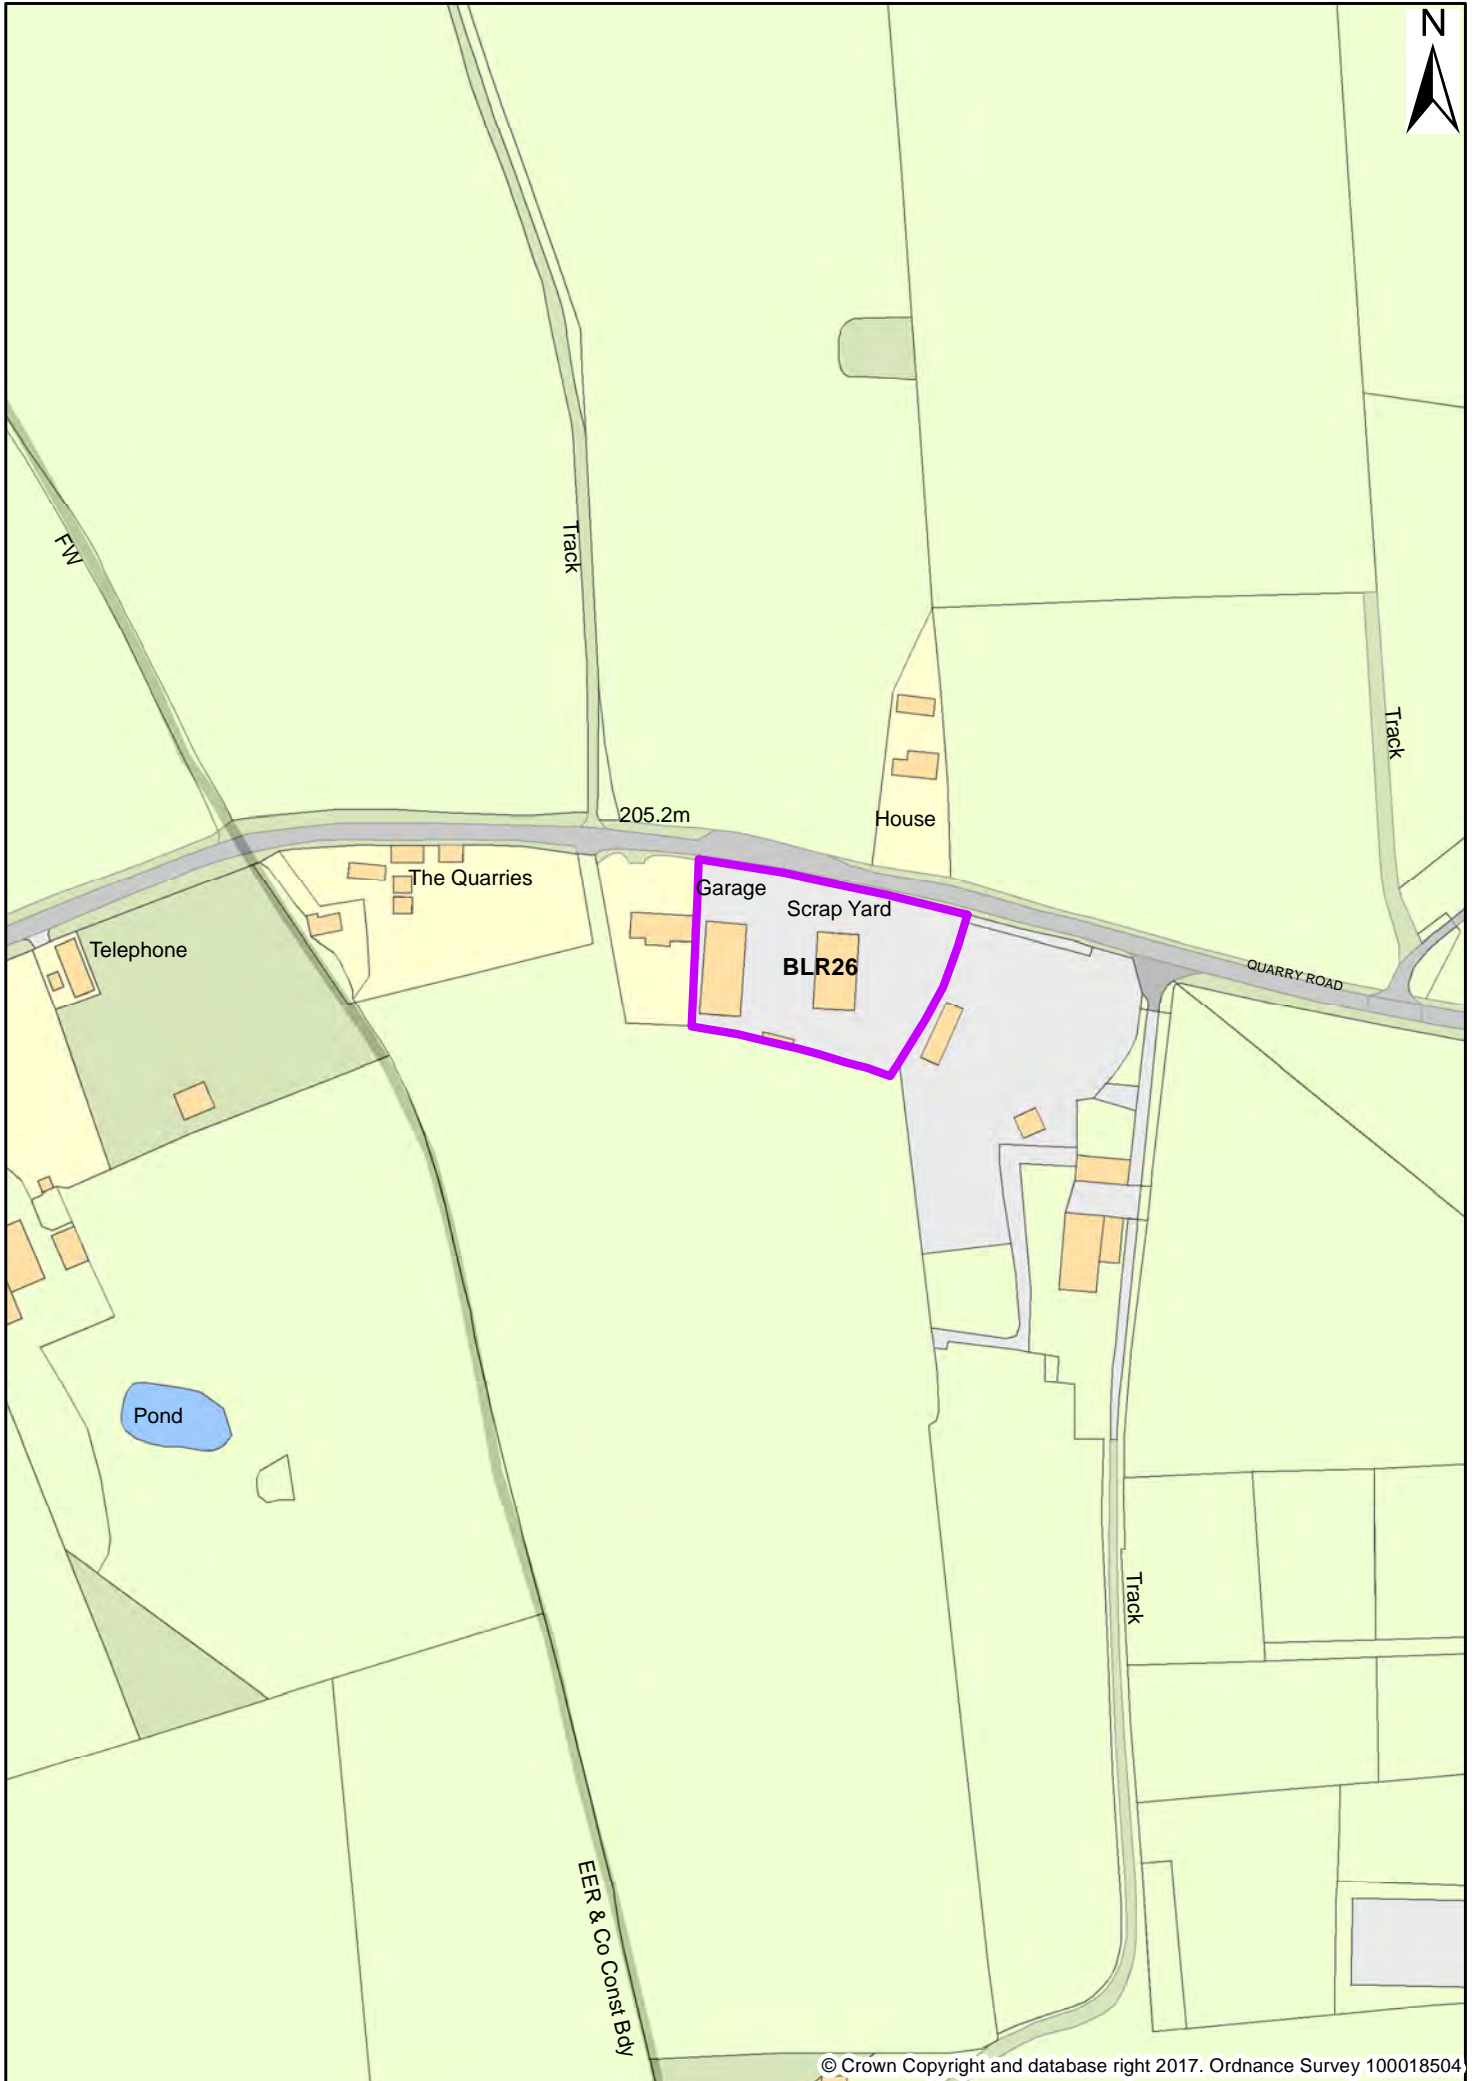 N
FW
Track
Track
205.2m
House
The Quarries
Garage
Scrap Yard
Telephone
BLR26
QUARRY ROAD
Pond
Track
EER & Co Const Bdy
© Crown Copyright and database right 2017. Ordnance Survey 100018504